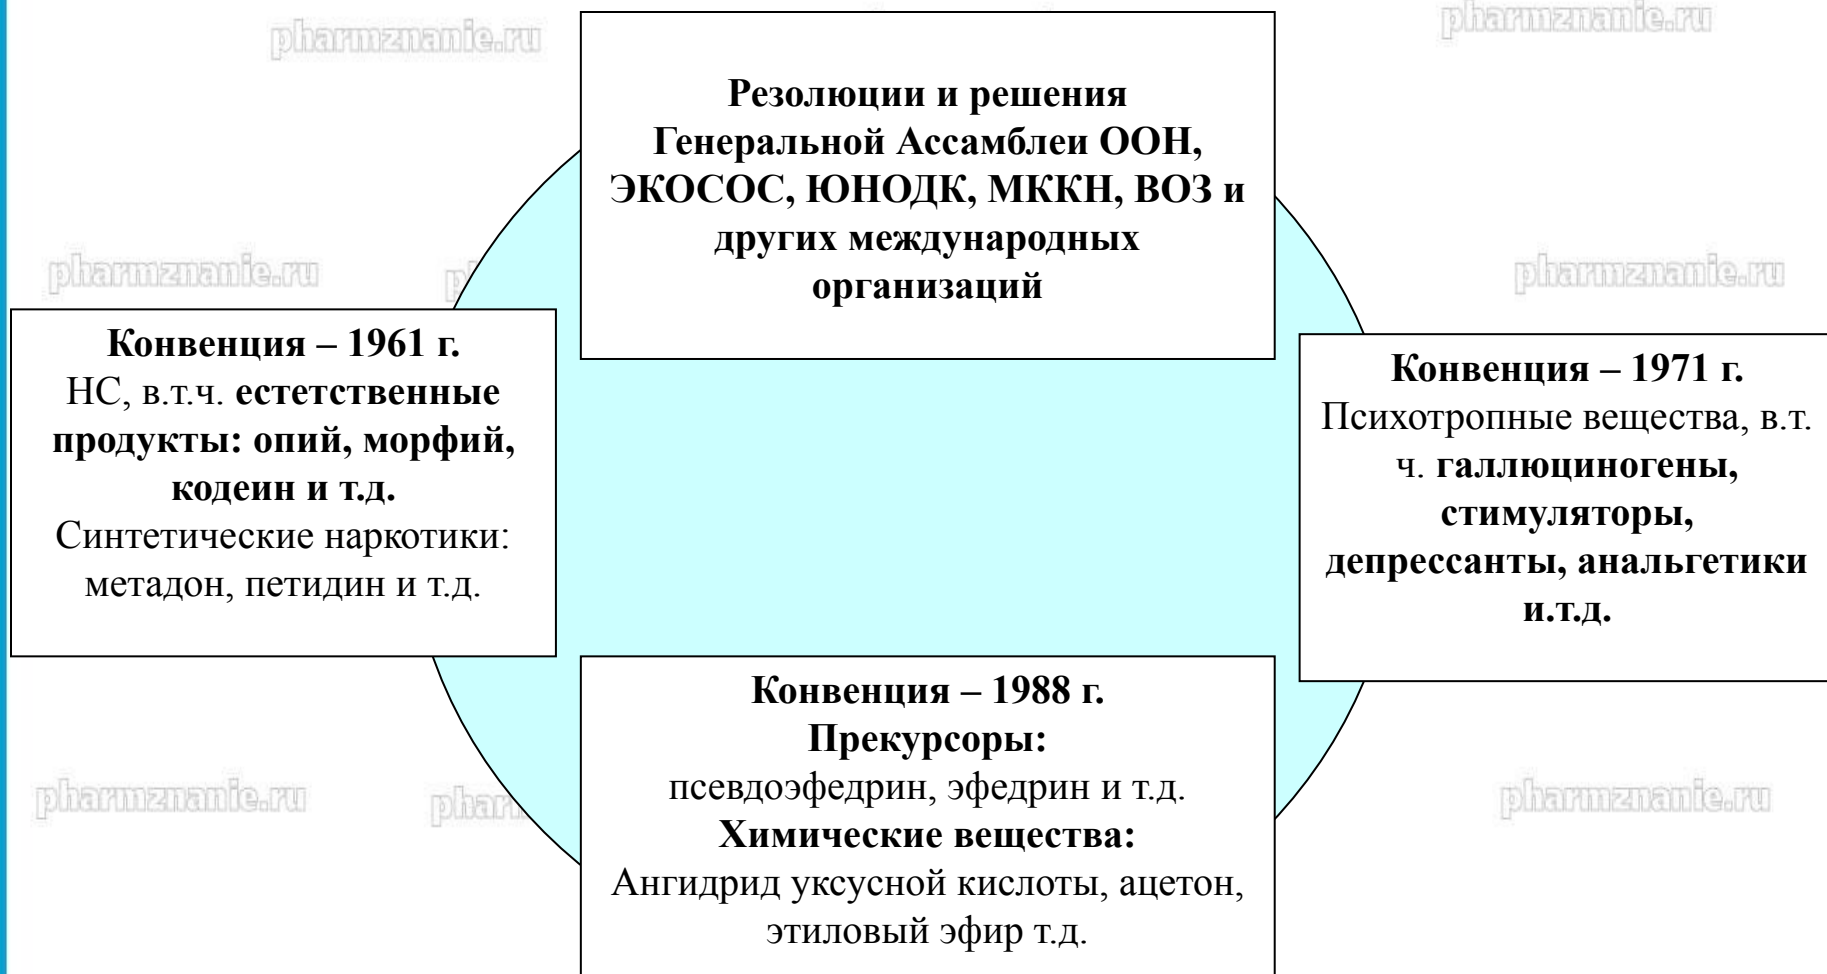 pharmznanie.ru
pharmznanie.ru
Резолюции и решения
Генеральной Ассамблеи ООН,
ЭКОСОС, ЮНОДК, МККН, ВОЗ и
других международных
организаций
pharmznanie.ru
pharmznanie.ru
Конвенция – 1961 г.
НС, в.т.ч. естетственные
продукты: опий, морфий,
кодеин и т.д.
Синтетические наркотики:
метадон, петидин и т.д.
Конвенция – 1971 г.
Психотропные вещества, в.т.
ч. галлюциногены,
стимуляторы,
депрессанты, анальгетики
и.т.д.
Конвенция – 1988 г.
Прекурсоры:
псевдоэфедрин, эфедрин и т.д.
Химические вещества:
Ангидрид уксусной кислоты, ацетон,
этиловый эфир т.д.
pharmznanie.ru
pharmznanie.ru